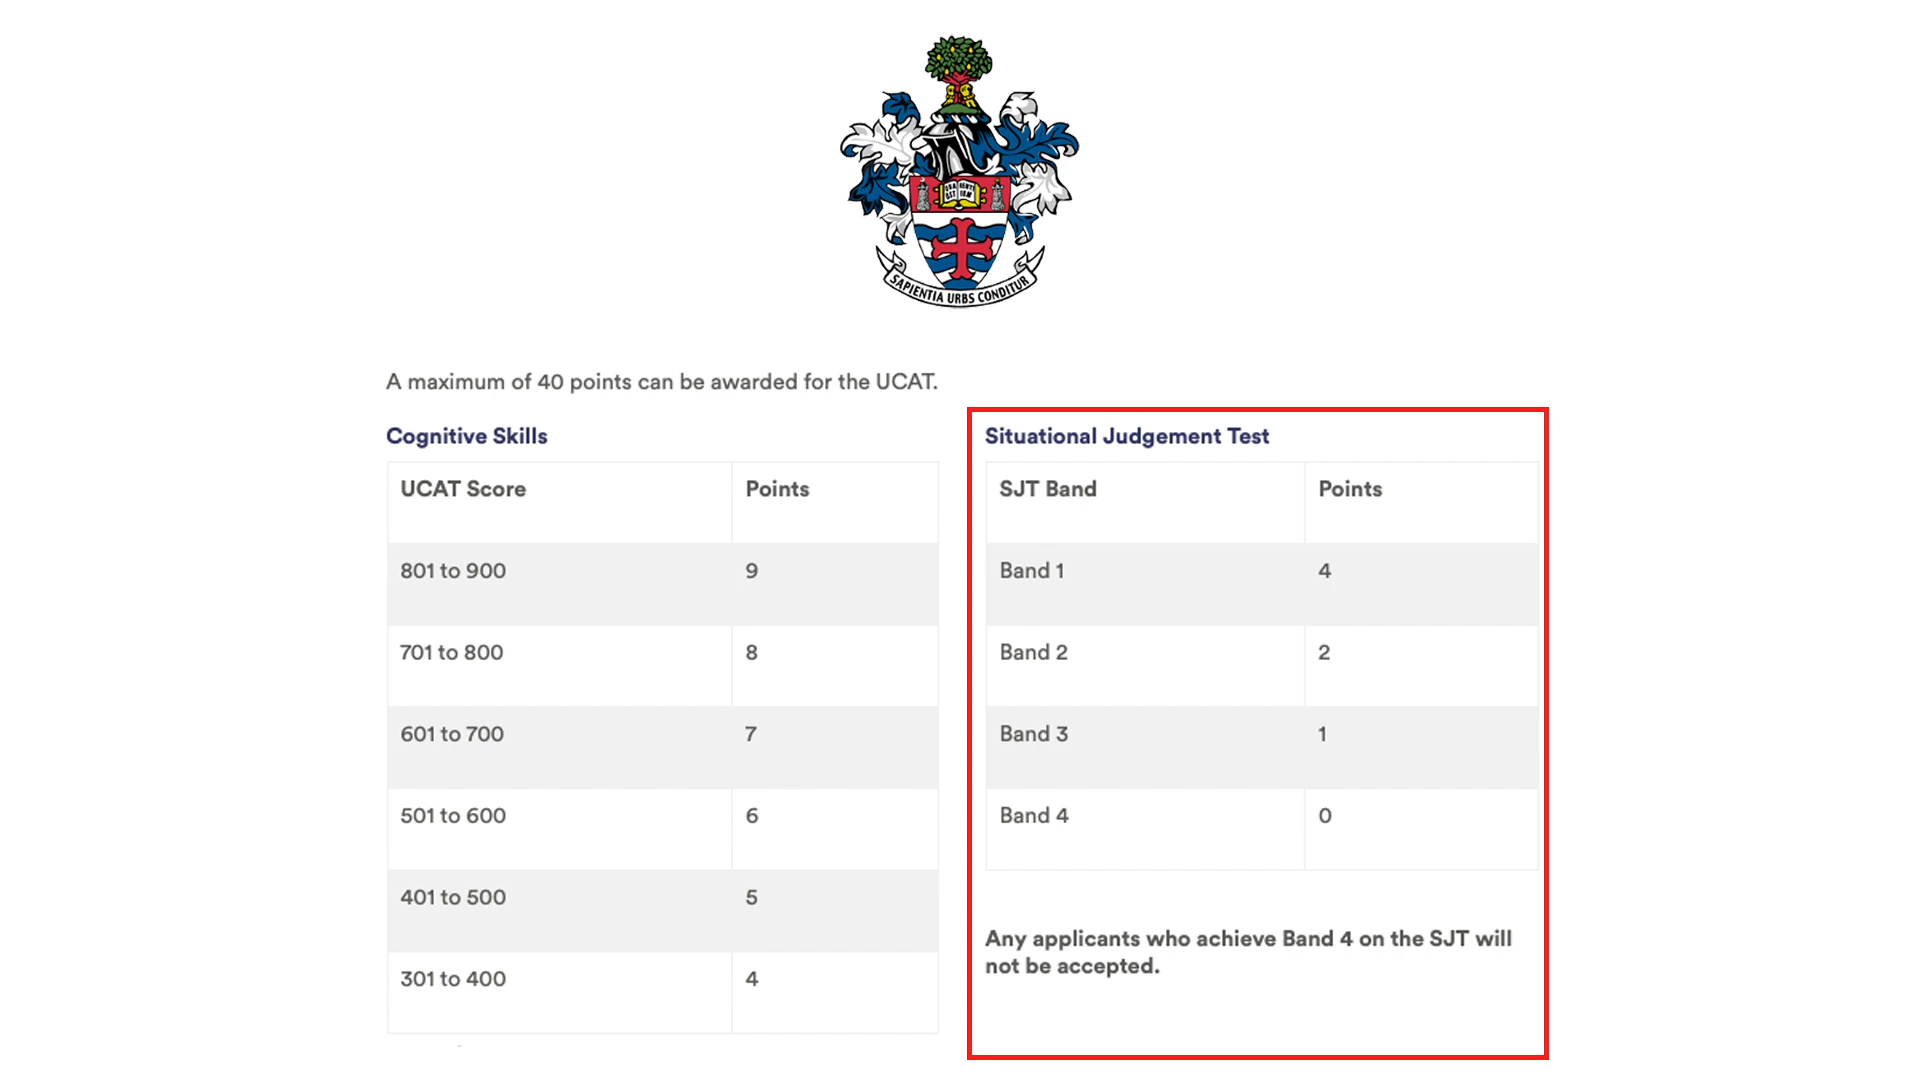 SAPIENTIA URBS CONDITUR
A maximum of 40 points can be awarded for the UCAT.
Cognitive Skills
UCAT Score Points
801 to 900 9
701 to 800 8
601 to 700 7
501 to 600 6
401 to 500 5
301 to 400 4
Situational Judgement Test
SJT Band Points
Band 1 4
Band 2 2
Band 3 1
Band 4 0
Any applicants who achieve Band 4 on the SJT will
not be accepted.